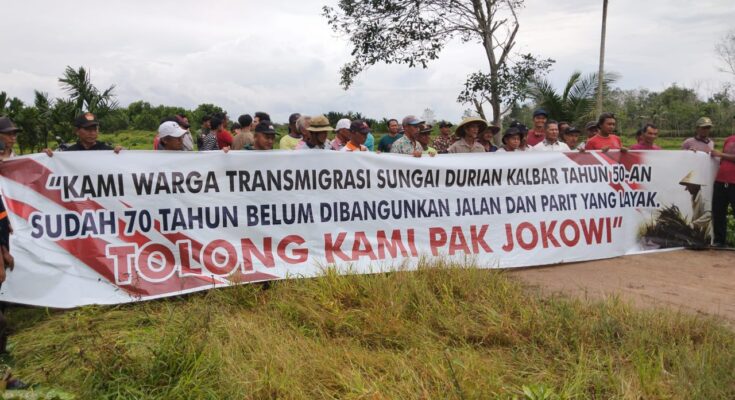 "KAMI WARGA TRANSMIGRASI SUNGAI DURIAN KALBAR TAHUN 50-AN
SUDAH 70 TAHUN BELUM DIBANGUNKAN JALAN DAN PARIT YANG LAYAK.
TOLONG KAMI PAK JOKOWI"